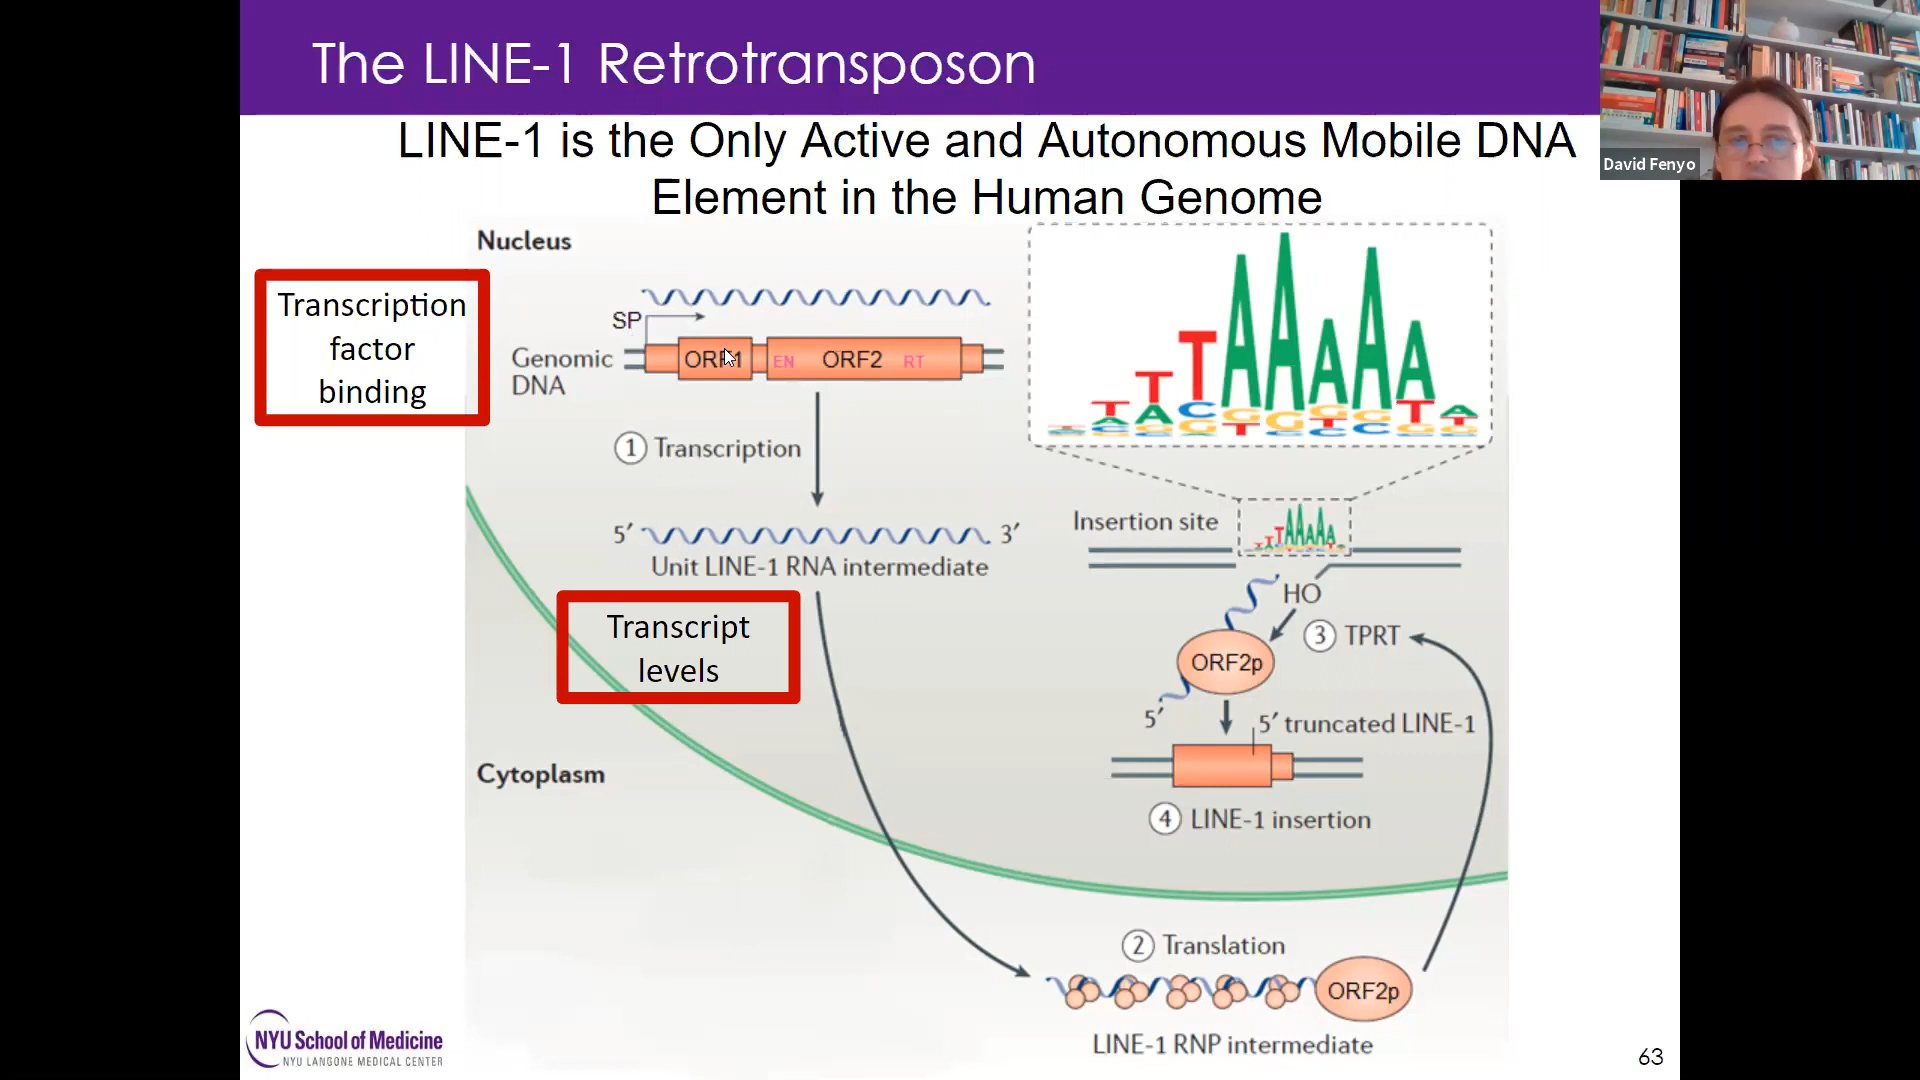 The LINE-1 Retrotransposon
David Fenyo
LINE-1 is the Only Active and Autonomous Mobile DNA
Element in the Human Genome
Nucleus
Transcription
factor
binding
SP
Genomic
DNA
ORF1
EN
ORF2
RT
1 Transcription
5′
3′
Unit LINE-1 RNA intermediate
Transcript
levels
Insertion site
HO
3 TPRT
ORF2p
5′
5′ truncated LINE-1
4 LINE-1 insertion
Cytoplasm
2 Translation
ORF2p
LINE-1 RNP intermediate
NYU School of Medicine
NYU LANGONE MEDICAL CENTER
63